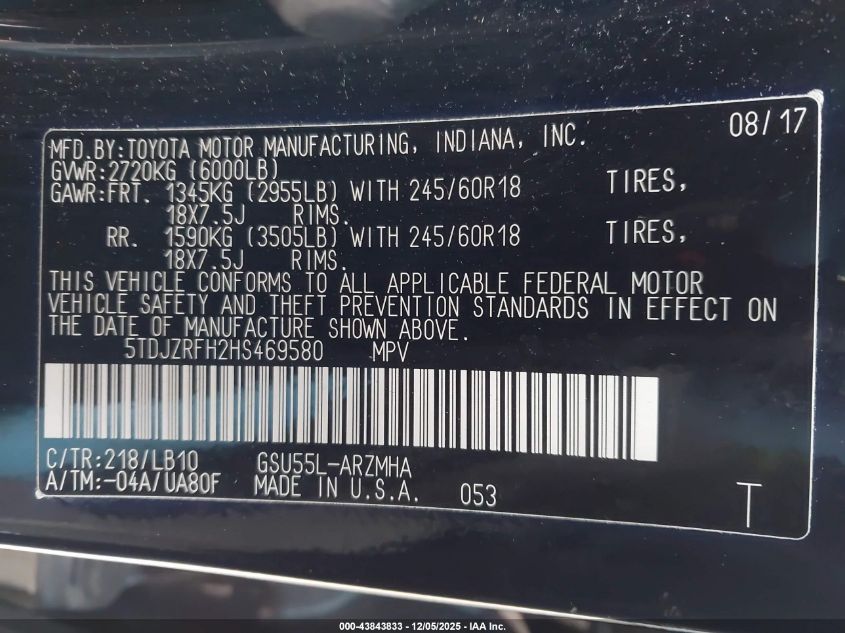 08/17
MFD.BY:TOYOTA MOTOR MANUFACTURING, INDIANA, INC.
GVWR:2720KG (6000LB)
GAWR:FRT. 1345KG (2955LB) WITH 245/60R18 TIRES,
18X7.5J RIMS.
RR. 1590KG (3505LB) WITH 245/60R18 TIRES,
18X7.5J RIMS.
THIS VEHICLE CONFORMS TO ALL APPLICABLE FEDERAL MOTOR
VEHICLE SAFETY AND THEFT PREVENTION STANDARDS IN EFFECT ON
THE DATE OF MANUFACTURE SHOWN ABOVE.
5TDJZRFH2HS469580 MPV
C/TR:218/LB10 GSU55L-ARZMHA
A/TM:-04A/UA80F MADE IN U.S.A. 053 T
000-43843833 - 12/05/2025 - IAA Inc.